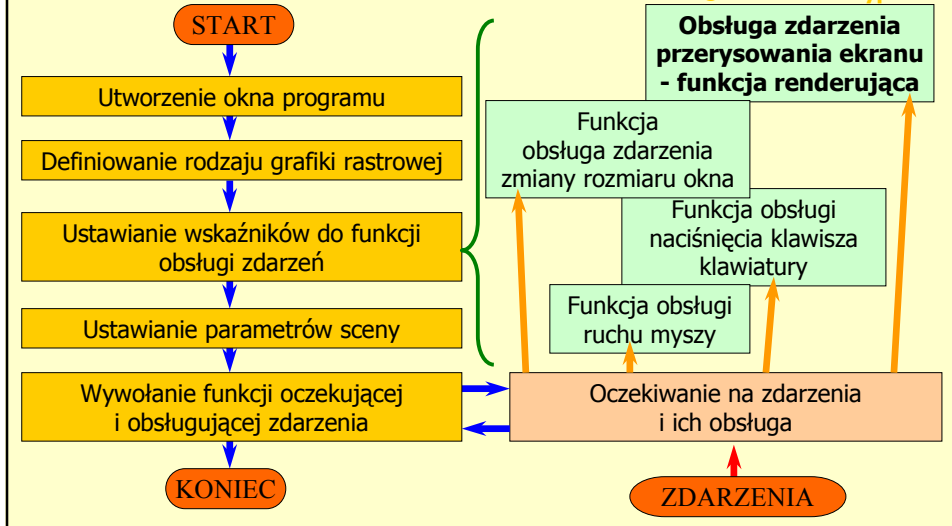 START
Utworzenie okna programu
Definiowanie rodzaju grafiki rastrowej
Ustawianie wskaźników do funkcji
obsługi zdarzeń
Ustawianie parametrów sceny
Wywołanie funkcji oczekującej
i obsługującej zdarzenia
KONIEC
Obsługa zdarzenia
przerysowania ekranu
- funkcja renderująca
Funkcja
obsługa zdarzenia
zmiany rozmiaru okna
Funkcja obsługi
naciśnięcia klawisza
klawiatury
Funkcja obsługi
ruchu myszy
Oczekiwanie na zdarzenia
i ich obsługa
ZDARZENIA